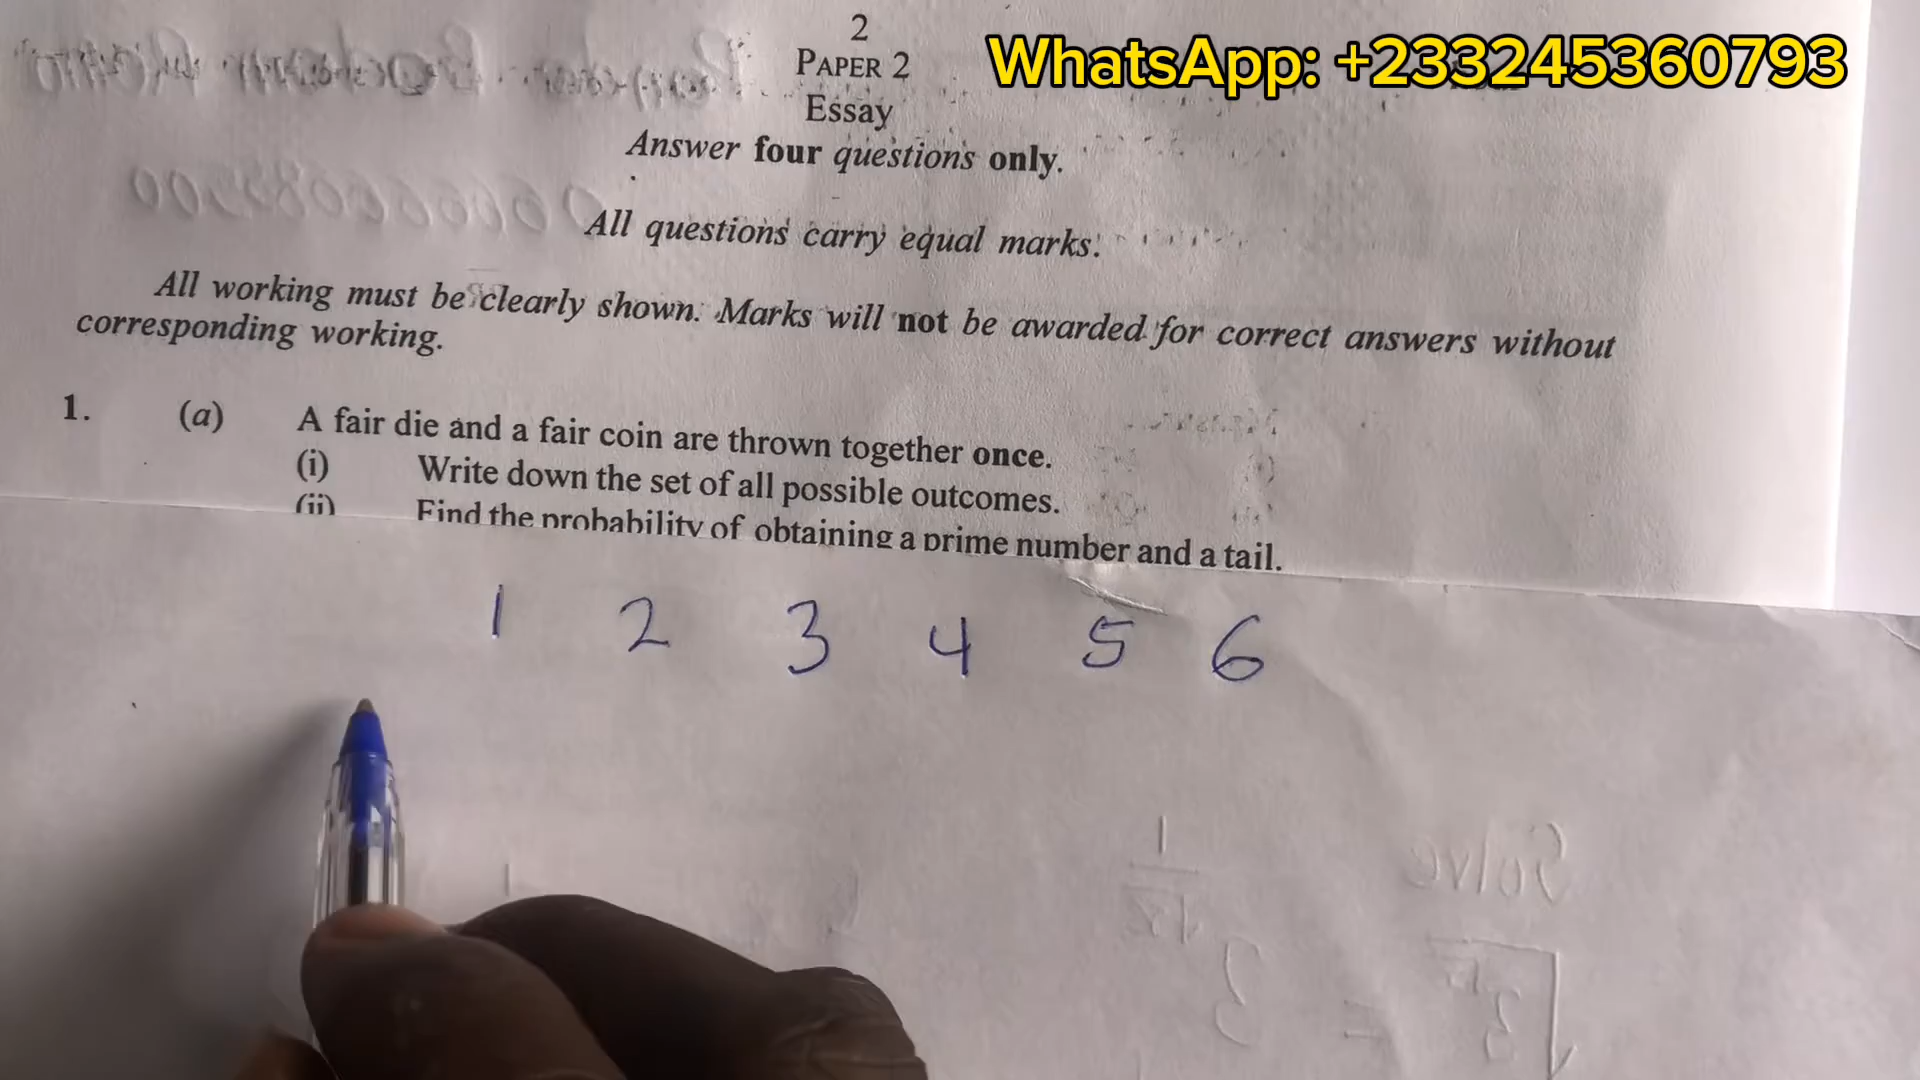 2
PAPER 2
WhatsApp: +233245360793
Essay
Answer four questions only.
All questions carry equal marks.
All working must be clearly shown. Marks will not be awarded for correct answers without
corresponding working.
1. (a) A fair die and a fair coin are thrown together once.
(i) Write down the set of all possible outcomes.
(ii) Find the probability of obtaining a prime number and a tail.
1 2 3 4 5 6
Solve